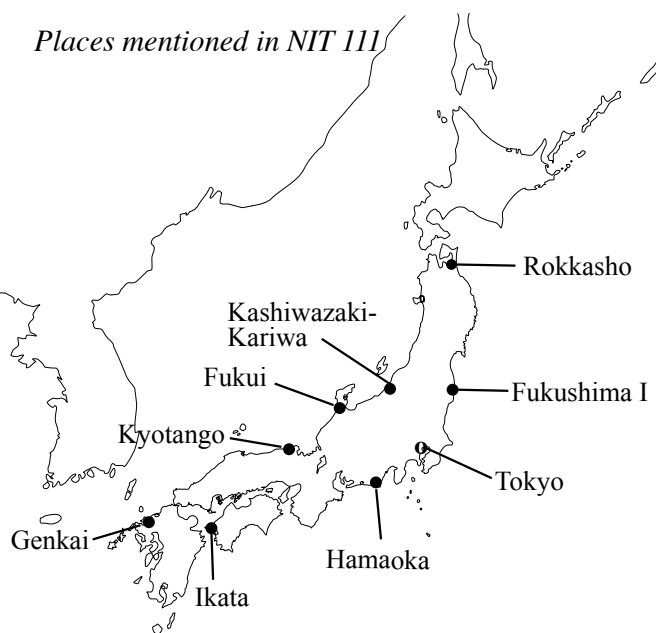 Places mentioned in NIT 111
Rokkasho
Kashiwazaki-
Kariwa
Fukui
Fukushima I
Kyotango
Tokyo
Genkai
Hamaoka
Ikata